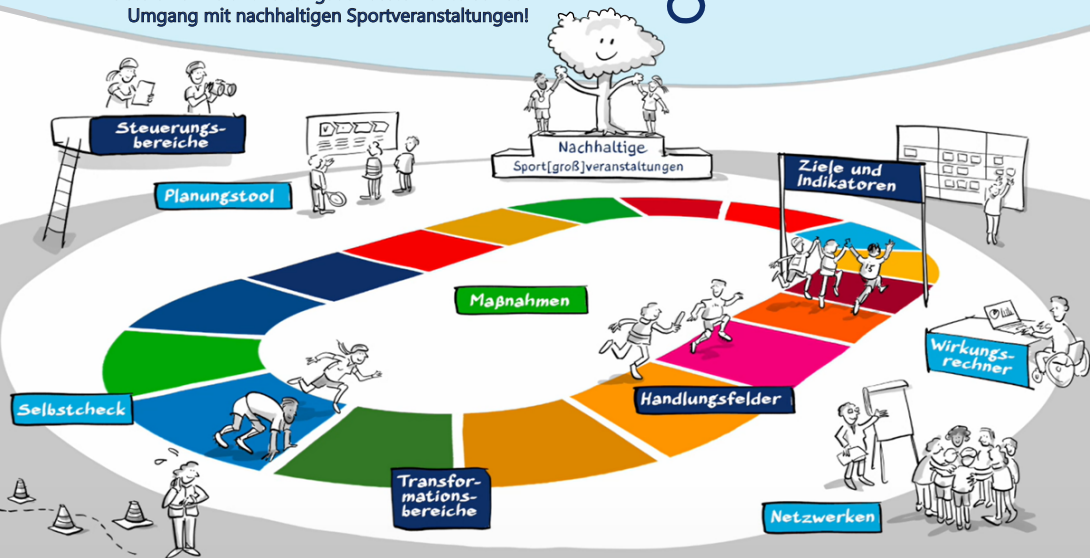 Umgang mit nachhaltigen Sportveranstaltungen!
Steuerungs-
bereiche
Planungstool
Nachhaltige
Sport[groß]veranstaltungen
Ziele und
Indikatoren
Maßnahmen
Wirkungs-
rechner
Selbstcheck
Handlungsfelder
Transfor-
mations-
bereiche
Netzwerken
15